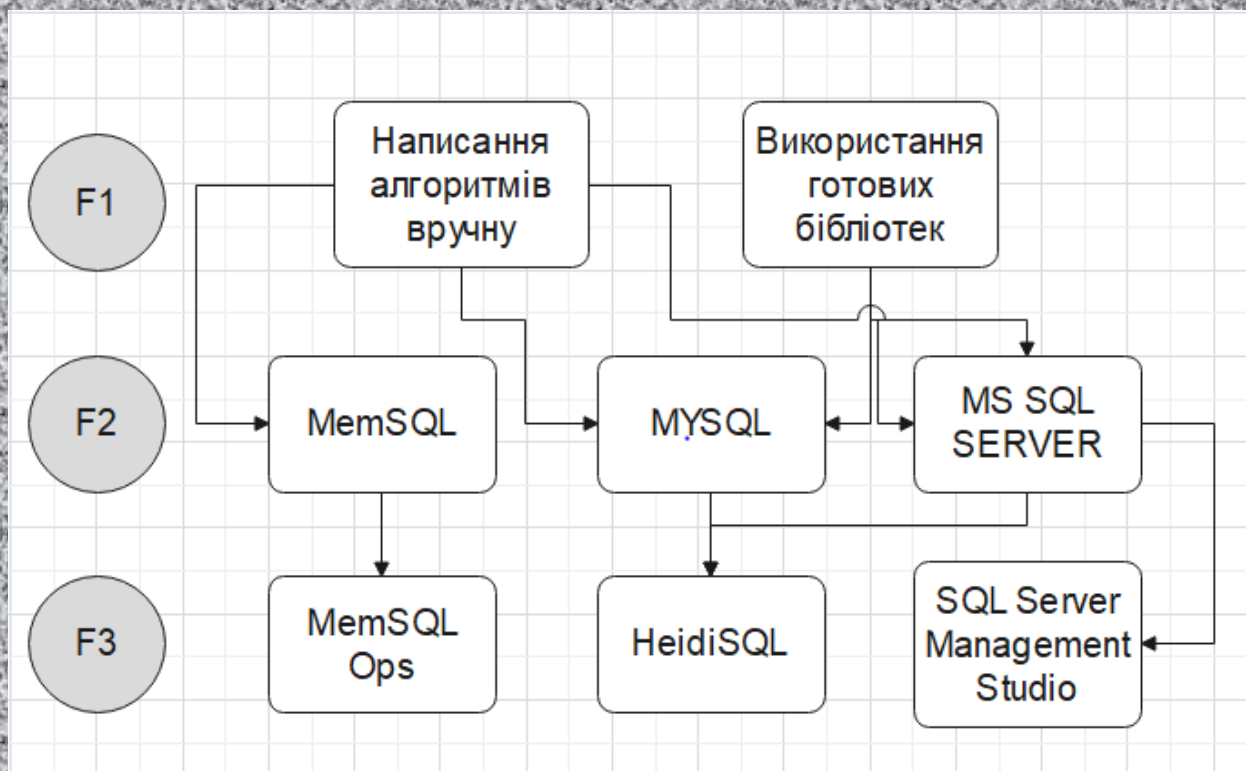 F1
Написання
алгоритмів
вручну
Використання
готових
бібліотек
F2
MemSQL
MYSQL
MS SQL
SERVER
F3
MemSQL
Ops
HeidiSQL
SQL Server
Management
Studio